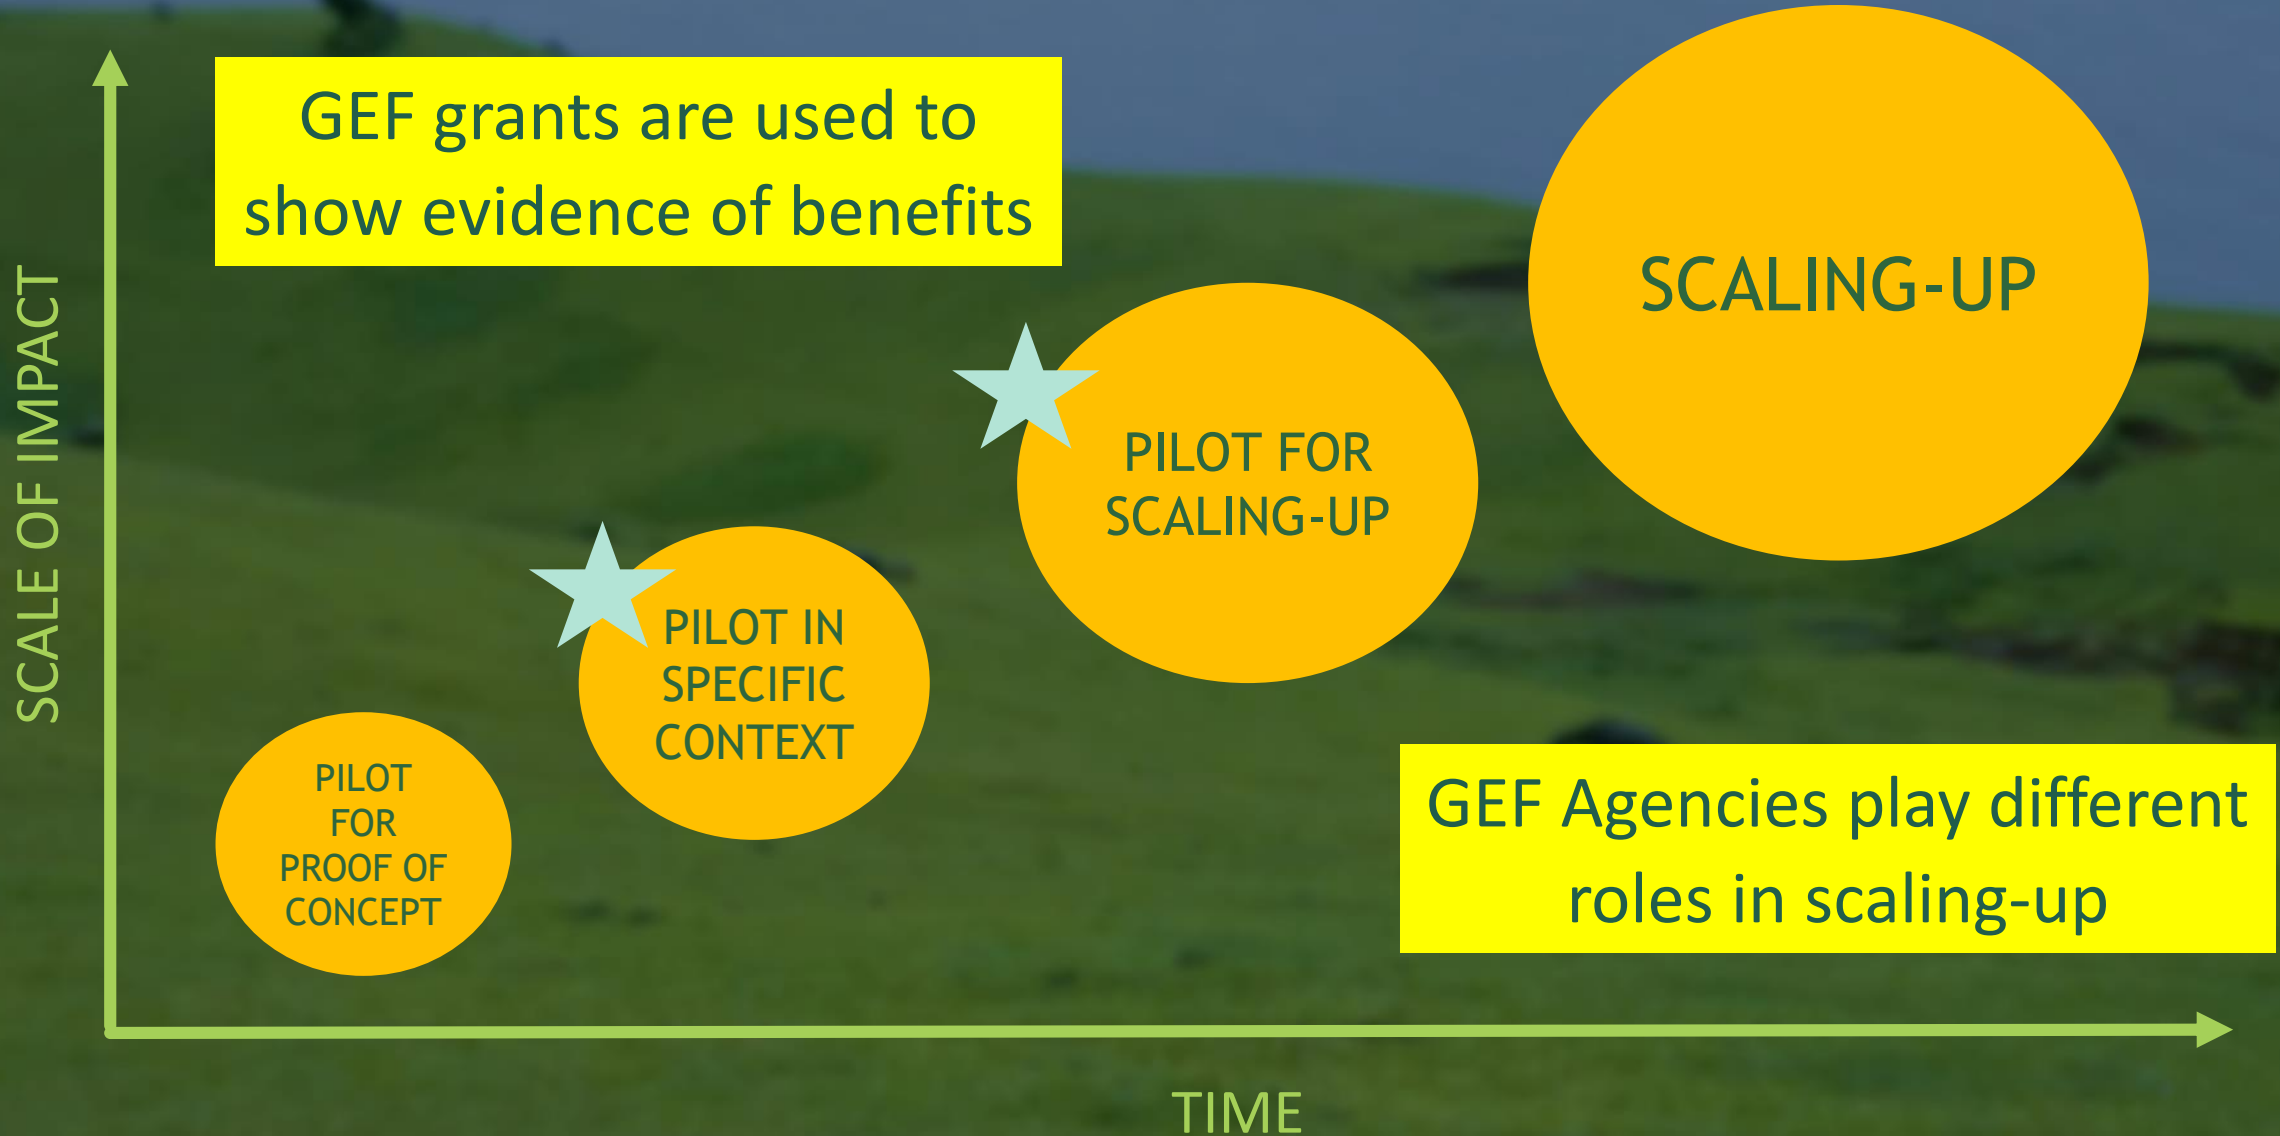 GEF grants are used to
show evidence of benefits
SCALE OF IMPACT
SCALING-UP
PILOT FOR
SCALING-UP
PILOT IN
SPECIFIC
CONTEXT
PILOT
FOR
PROOF OF
CONCEPT
GEF Agencies play different
roles in scaling-up
TIME